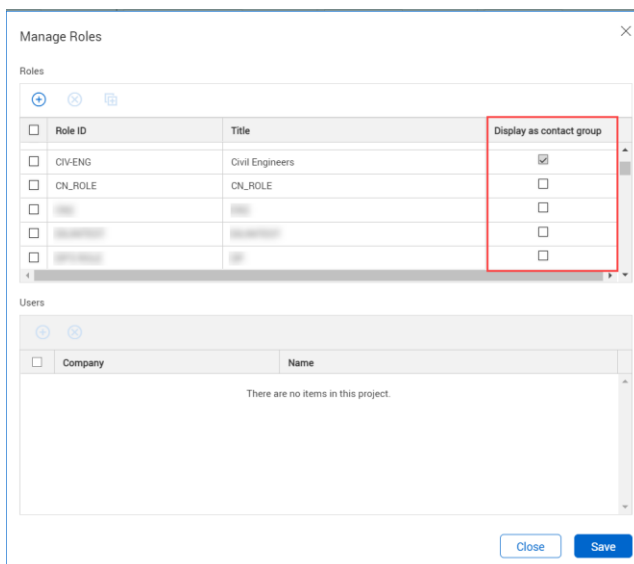 Manage Roles
Roles
Role ID Title Display as contact group
CIV-ENG Civil Engineers
CN_ROLE CN_ROLE
Users
Company Name
There are no items in this project.
Close Save